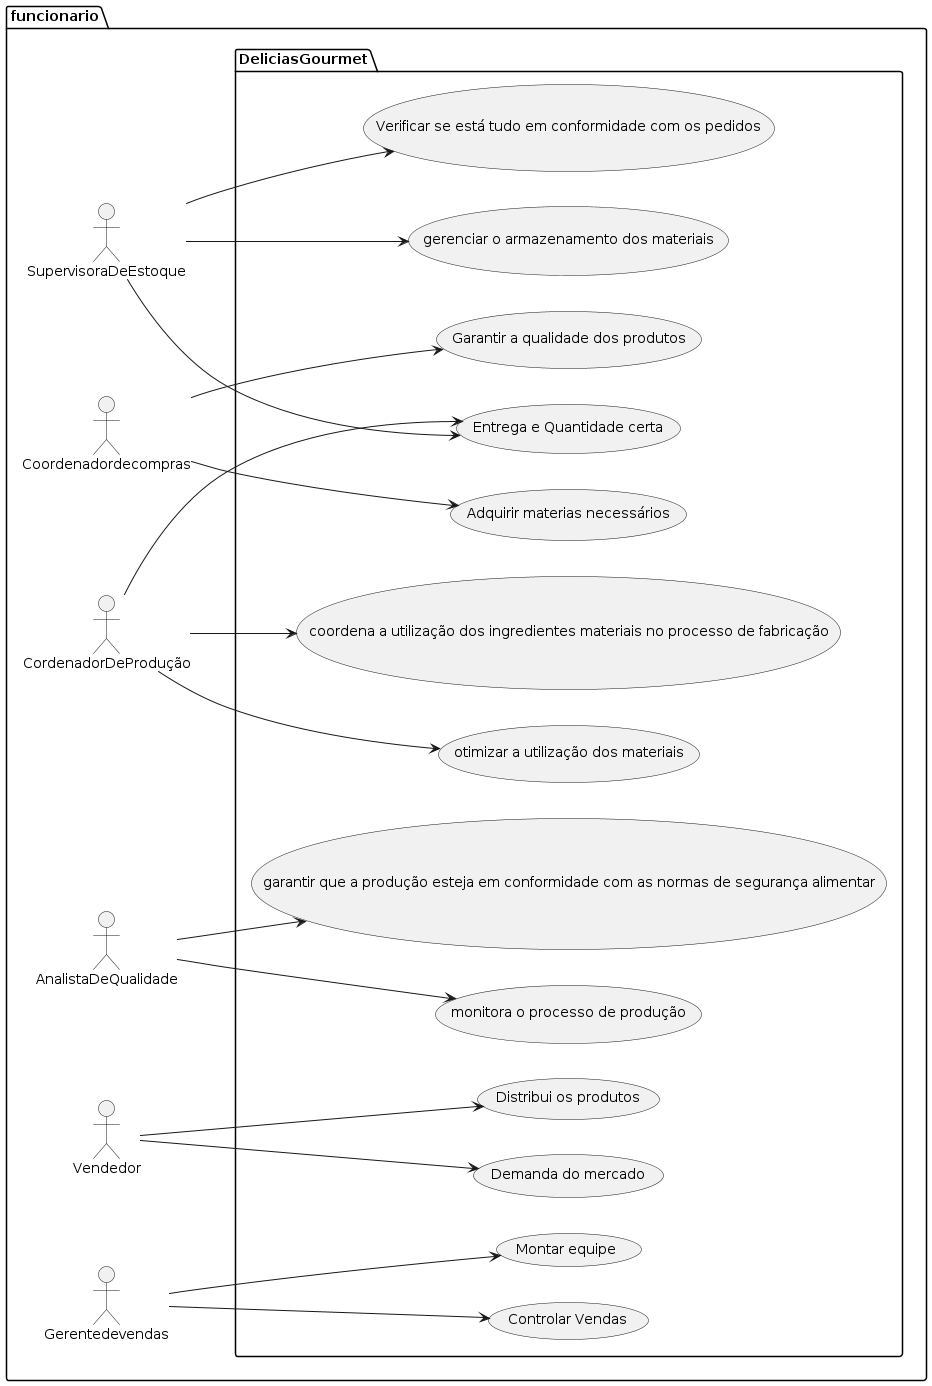 funcionario
DeliciasGourmet
Verificar se está tudo em conformidade com os pedidos
gerenciar o armazenamento dos materiais
SupervisoraDeEstoque
Garantir a qualidade dos produtos
Entrega e Quantidade certa
Coordenadordecompras
Adquirir materias necessários
coordena a utilização dos ingredientes materiais no processo de fabricação
CordenadorDeProdução
otimizar a utilização dos materiais
garantir que a produção esteja em conformidade com as normas de segurança alimentar
AnalistaDeQualidade
monitora o processo de produção
Distribui os produtos
Vendedor
Demanda do mercado
Montar equipe
Controlar Vendas
Gerentedevendas